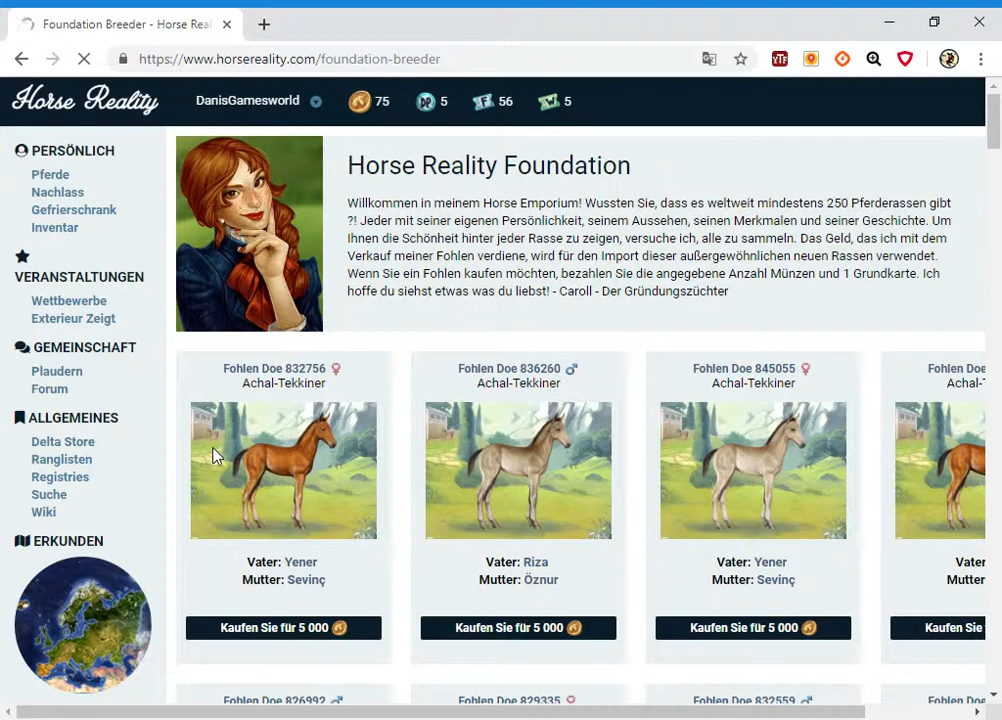 Foundation Breeder - Horse Rea
https://www.horsereality.com/foundation-breeder
YTF
Horse Reality
DanisGamesworld
75
DP 5
56
5
PERSÖNLICH
Pferde
Nachlass
Gefrierschrank
Inventar
VERANSTALTUNGEN
Wettbewerbe
Exterieur Zeigt
GEMEINSCHAFT
Plaudern
Forum
ALLGEMEINES
Delta Store
Ranglisten
Registries
Suche
Wiki
ERKUNDEN
Horse Reality Foundation
Willkommen in meinem Horse Emporium! Wussten Sie, dass es weltweit mindestens 250 Pferderassen gibt
?! Jeder mit seiner eigenen Persönlichkeit, seinem Aussehen, seinen Merkmalen und seiner Geschichte. Um
Ihnen die Schönheit hinter jeder Rasse zu zeigen, versuche ich, alle zu sammeln. Das Geld, das ich mit dem
Verkauf meiner Fohlen verdiene, wird für den Import dieser außergewöhnlichen neuen Rassen verwendet.
Wenn Sie ein Fohlen kaufen möchten, bezahlen Sie die angegebene Anzahl Münzen und 1 Grundkarte. Ich
hoffe du siehst etwas was du liebst! - Caroll - Der Gründungszüchter
Fohlen Doe 832756
Achal-Tekkiner
Vater: Yener
Mutter: Sevinç
Kaufen Sie für 5 000
Fohlen Doe 836260
Achal-Tekkiner
Vater: Riza
Mutter: Öznur
Kaufen Sie für 5 000
Fohlen Doe 845055
Achal-Tekkiner
Vater: Yener
Mutter: Sevinç
Kaufen Sie für 5 000
Fohlen Doe
Achal-T
Vater:
Mutter:
Kaufen Sie
Fohlen Doe 826992
Fohlen Doe 829335
Fohlen Doe 832559
Fohlen Doe